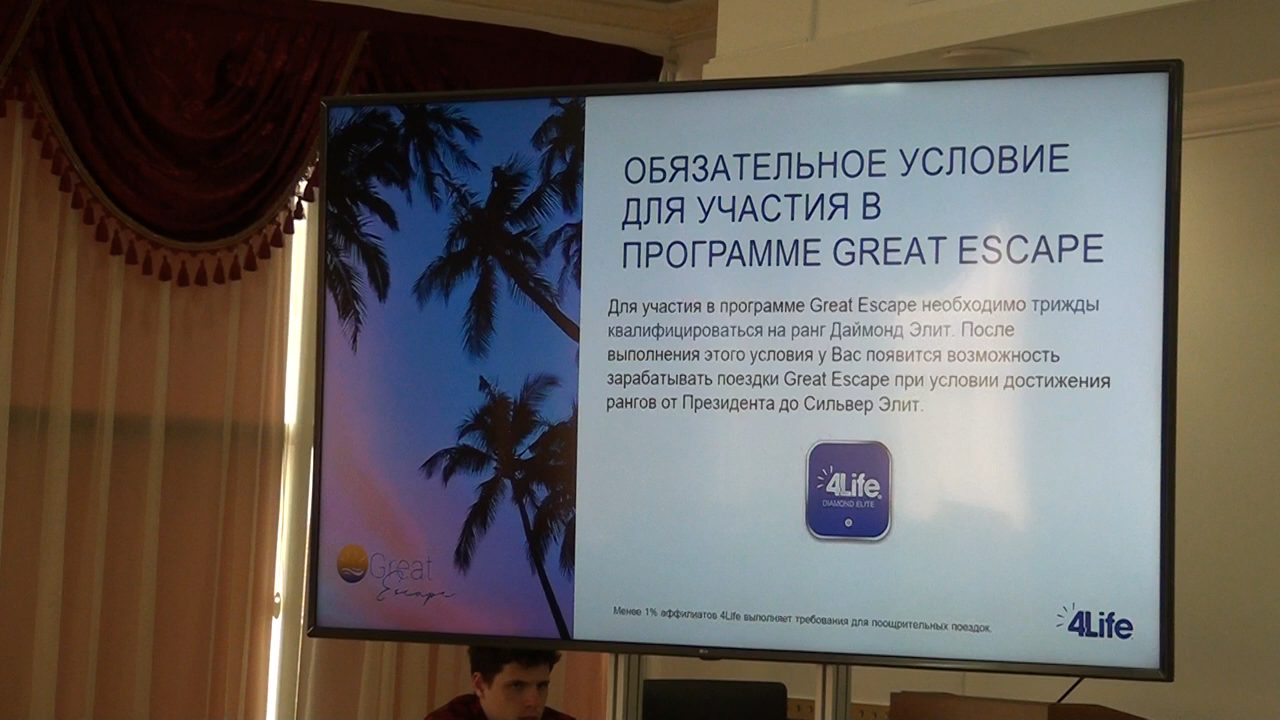 ОБЯЗАТЕЛЬНОЕ УСЛОВИЕ
ДЛЯ УЧАСТИЯ В
ПРОГРАММЕ GREAT ESCAPE
Для участия в программе Great Escape необходимо трижды
квалифицироваться на ранг Даймонд Элит. После
выполнения этого условия у Вас появится возможность
зарабатывать поездки Great Escape при условии достижения
рангов от Президента до Сильвер Элит.
4Life
DIAMOND ELITE
Great
Escape
Менее 1% аффилиатов 4Life выполняет требования для поощрительных поездок.
4Life
LG